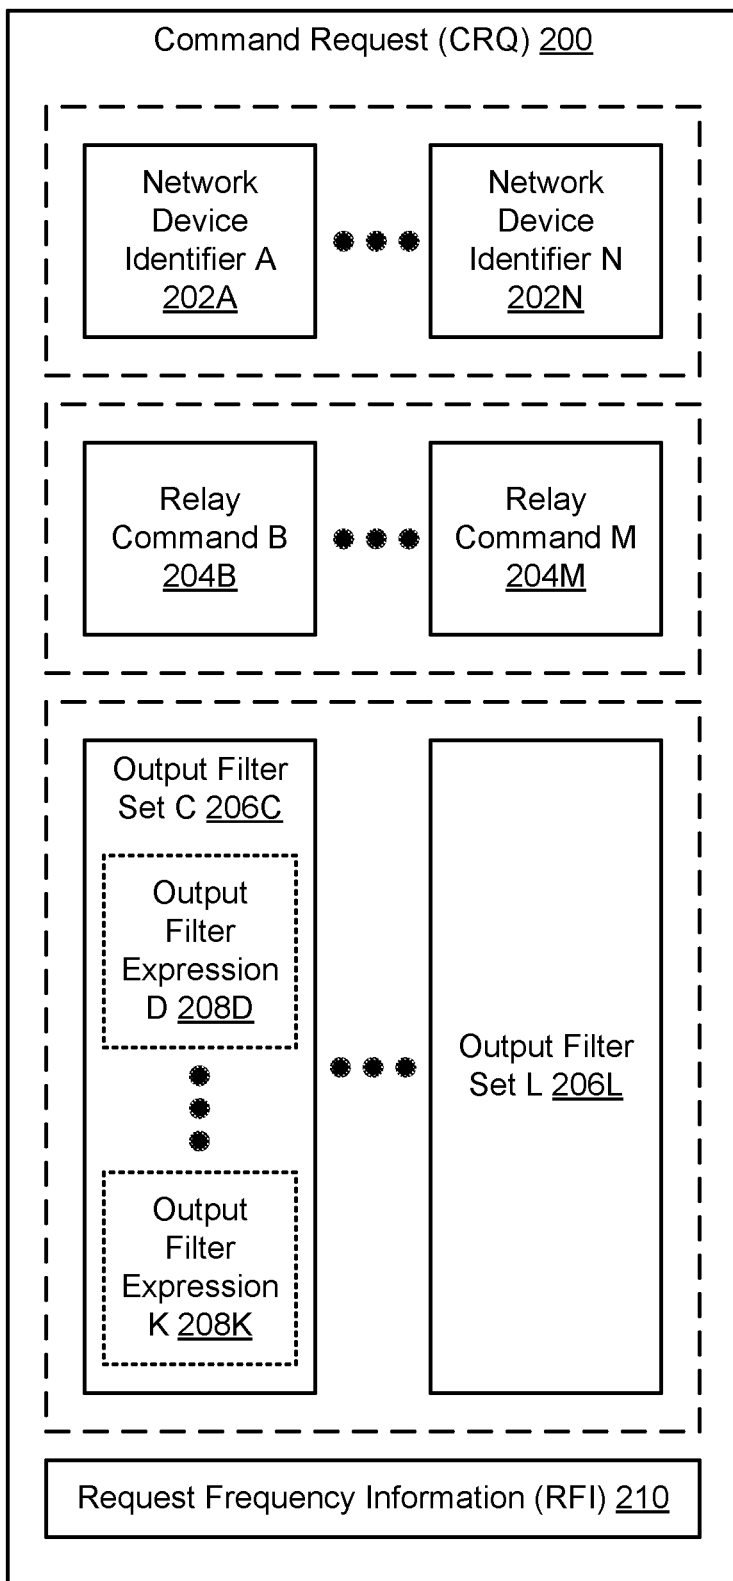 Command Request (CRQ) 200
Network
Device
Identifier A
202A
Network
Device
Identifier N
202N
Relay
Command B
204B
Relay
Command M
204M
Output Filter
Set C 206C
Output
Filter
Expression
D 208D
Output
Filter
Expression
K 208K
Output Filter
Set L 206L
Request Frequency Information (RFI) 210